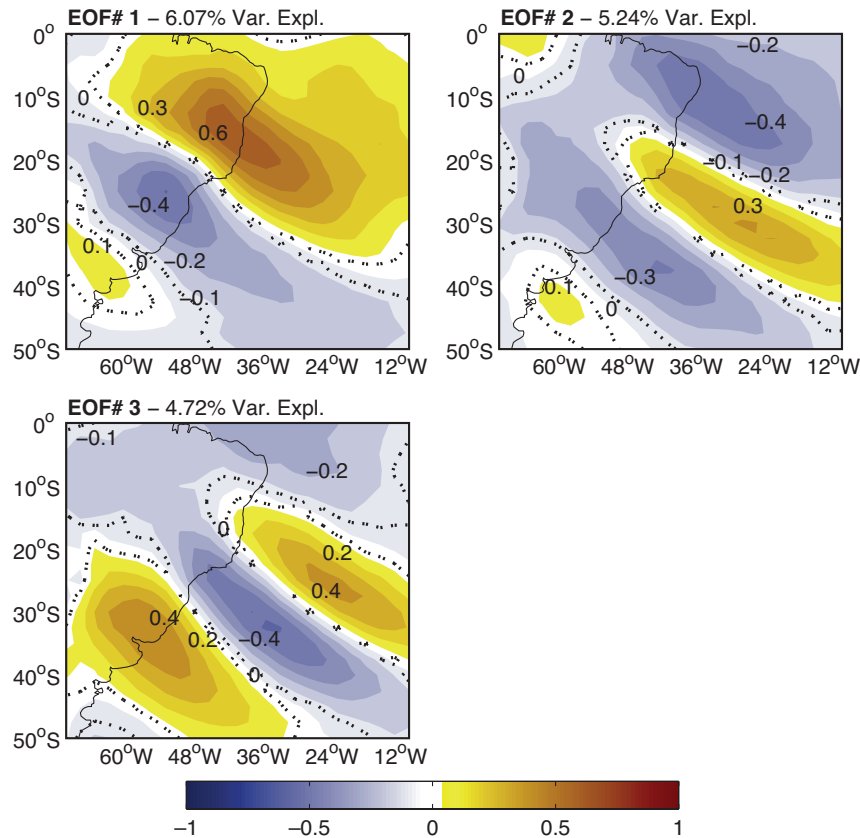 EOF# 1 – 6.07% Var. Expl.
EOF# 2 – 5.24% Var. Expl.
0°
10°S
20°S
30°S
40°S
50°S
0
0.3
0.6
−0.4
0.1
0
−0.2
−0.1
60°W
48°W
36°W
24°W
12°W
0°
10°S
20°S
30°S
40°S
50°S
−0.2
0
−0.4
−0.1
−0.2
0.3
−0.3
0.1
0
60°W
48°W
36°W
24°W
12°W
EOF# 3 – 4.72% Var. Expl.
0°
10°S
20°S
30°S
40°S
50°S
−0.1
−0.2
0
0.2
0.4
0.4
0.2
−0.4
0
60°W
48°W
36°W
24°W
12°W
−1
−0.5
0
0.5
1